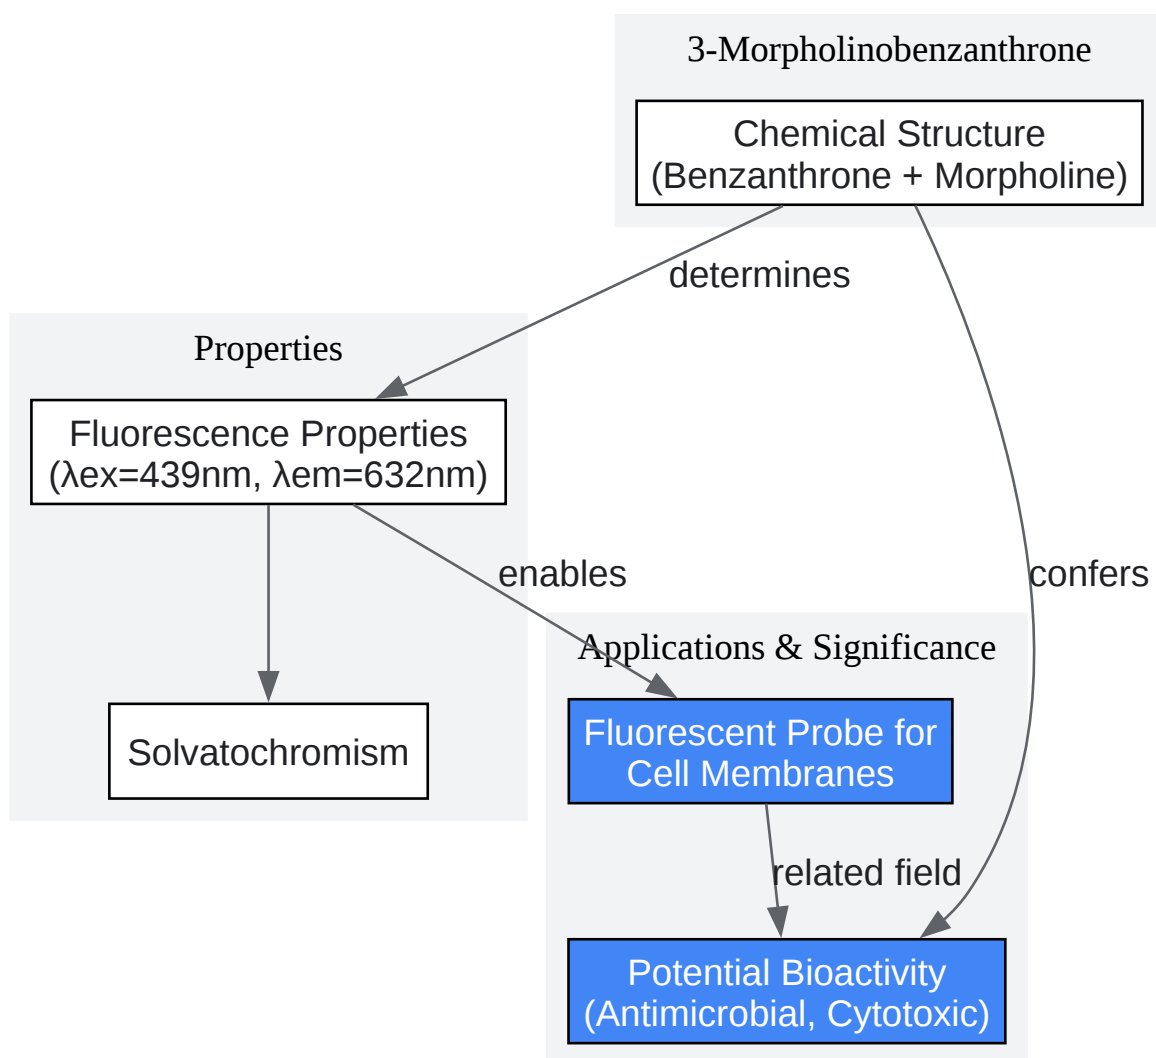 3-Morpholinobenzanthrone
Chemical Structure
(Benzanthrone + Morpholine)
determines
Properties
Fluorescence Properties
(λex=439nm, λem=632nm)
enables
confers
Applications & Significance
Solvatochromism
Fluorescent Probe for
Cell Membranes
related field
Potential Bioactivity
(Antimicrobial, Cytotoxic)